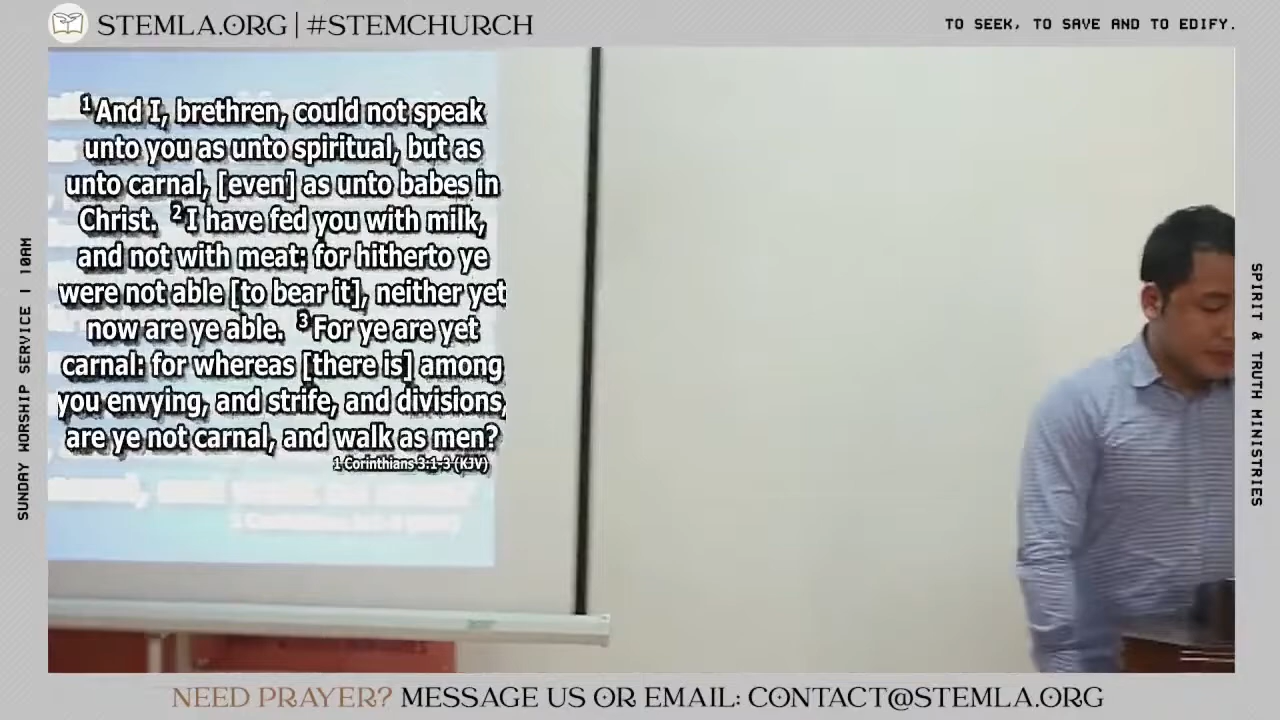 STEMLA.ORG | #STEMCHURCH
TO SEEK, TO SAVE AND TO EDIFY.
SUNDAY WORSHIP SERVICE | 10AM
1 And I, brethren, could not speak
unto you as unto spiritual, but as
unto carnal, [even] as unto babes in
Christ. 2 I have fed you with milk,
and not with meat: for hitherto ye
were not able [to bear it], neither yet
now are ye able. 3 For ye are yet
carnal: for whereas [there is] among
you envying, and strife, and divisions,
are ye not carnal, and walk as men?
1 Corinthians 3:1-3 (KJV)
SPIRIT & TRUTH MINISTRIES
NEED PRAYER? MESSAGE US OR EMAIL: CONTACT@STEMLA.ORG